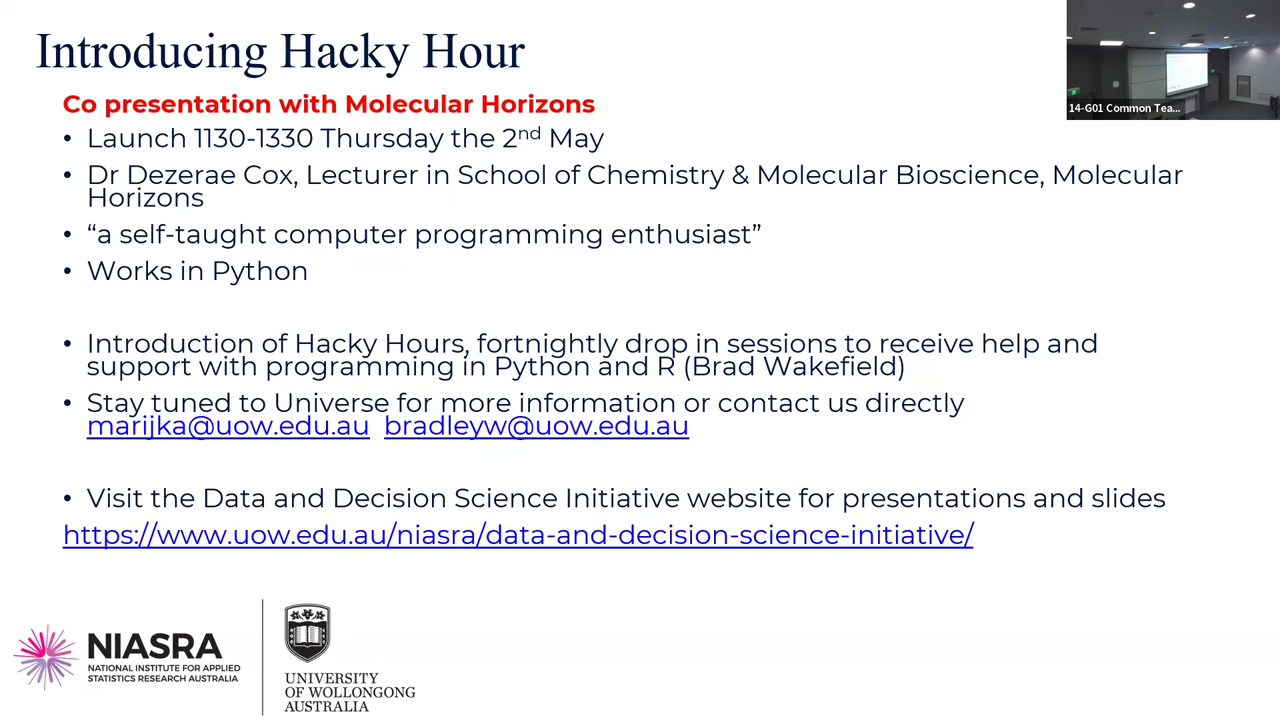 Introducing Hacky Hour
14-G01 Common Tea...
Co presentation with Molecular Horizons
• Launch 1130-1330 Thursday the 2nd May
• Dr Dezerae Cox, Lecturer in School of Chemistry & Molecular Bioscience, Molecular
Horizons
• “a self-taught computer programming enthusiast”
• Works in Python
• Introduction of Hacky Hours, fortnightly drop in sessions to receive help and
support with programming in Python and R (Brad Wakefield)
• Stay tuned to Universe for more information or contact us directly
marijka@uow.edu.au bradleyw@uow.edu.au
• Visit the Data and Decision Science Initiative website for presentations and slides
https://www.uow.edu.au/niasra/data-and-decision-science-initiative/
NIASRA
NATIONAL INSTITUTE FOR APPLIED
STATISTICS RESEARCH AUSTRALIA
UNIVERSITY
OF WOLLONGONG
AUSTRALIA